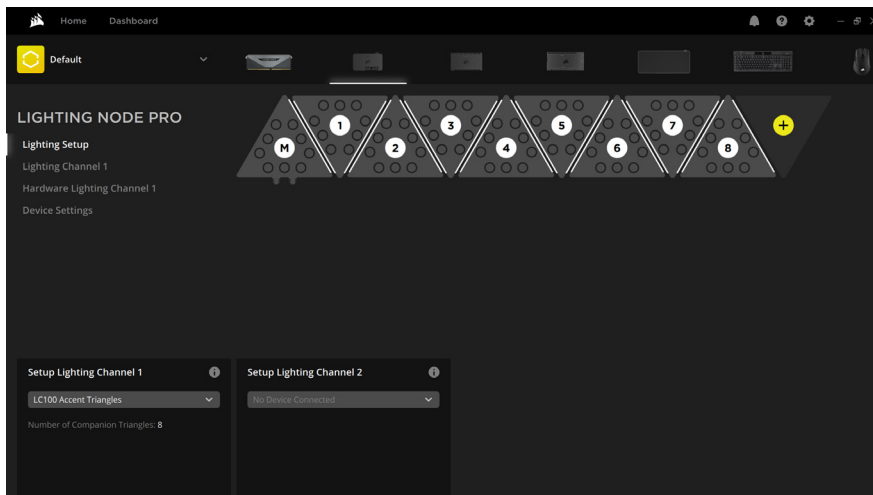 Home Dashboard
Default
LIGHTING NODE PRO
Lighting Setup
Lighting Channel 1
Hardware Lighting Channel 1
Device Settings
M 1 2 3 4 5 6 7 8 +
Setup Lighting Channel 1
LC100 Accent Triangles
Number of Companion Triangles: 8
Setup Lighting Channel 2
No Device Connected